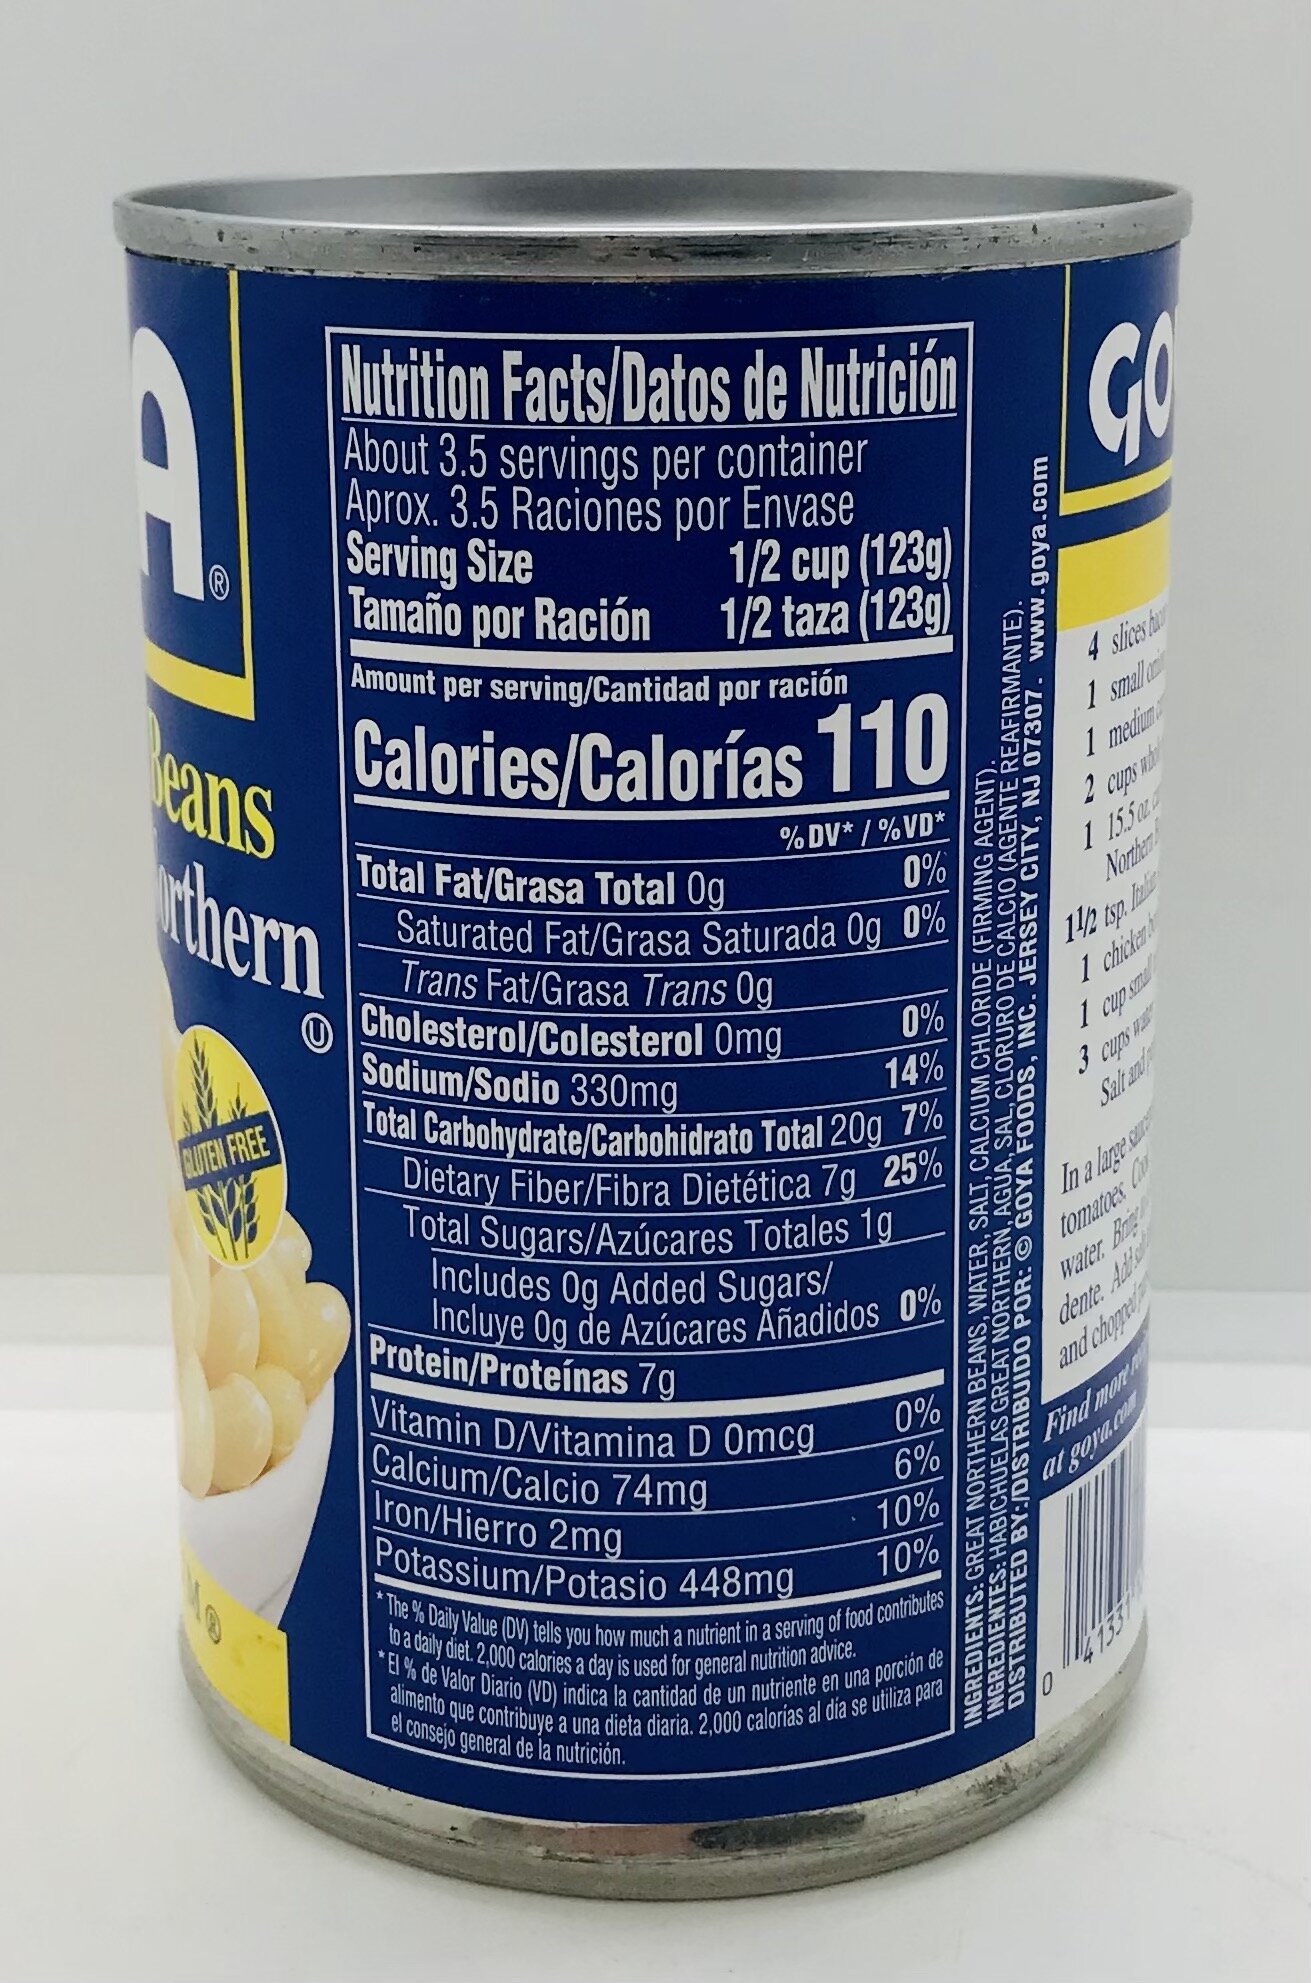 A®
Beans
Northern
U
GLUTEN FREE
M®
Nutrition Facts/Datos de Nutrición
About 3.5 servings per container
Aprox. 3.5 Raciones por Envase
Serving Size 1/2 cup (123g)
Tamaño por Ración 1/2 taza (123g)
Amount per serving/Cantidad por ración
Calories/Calorías 110
% DV* / %VD*
Total Fat/Grasa Total 0g 0%
Saturated Fat/Grasa Saturada 0g 0%
Trans Fat/Grasa Trans 0g
Cholesterol/Colesterol 0mg 0%
Sodium/Sodio 330mg 14%
Total Carbohydrate/Carbohidrato Total 20g 7%
Dietary Fiber/Fibra Dietética 7g 25%
Total Sugars/Azúcares Totales 1g
Includes 0g Added Sugars/
Incluye 0g de Azúcares Añadidos 0%
Protein/Proteínas 7g
Vitamin D/Vitamina D 0mcg 0%
Calcium/Calcio 74mg 6%
Iron/Hierro 2mg 10%
Potassium/Potasio 448mg 10%
*The % Daily Value (DV) tells you how much a nutrient in a serving of food contributes
to a daily diet. 2,000 calories a day is used for general nutrition advice.
*El % de Valor Diario (VD) indica la cantidad de un nutriente en una porción de
alimento que contribuye a una dieta diaria. 2,000 calorías al día se utiliza para
el consejo general de la nutrición.
INGREDIENTS: GREAT NORTHERN BEANS, WATER, SALT, CALCIUM CHLORIDE (FIRMING AGENT).
INGREDIENTES: HABICHUELAS GREAT NORTHERN, AGUA, SAL, CLORURO DE CALCIO (AGENTE REAFIRMANTE).
DISTRIBUTED BY:/DISTRIBUIDO POR: © GOYA FOODS, INC. JERSEY CITY, NJ 07307. www.goya.com
GO
4 slices
1 small
1 medium
2 cups
1 15.5 oz.
Northern
1 1/2 tsp.
1 chicken
1 cup small
3 cups
Salt and
In a large
tomatoes.
water. Bring
dente. Add
and chopped
Find more
at goya.com
0 41331